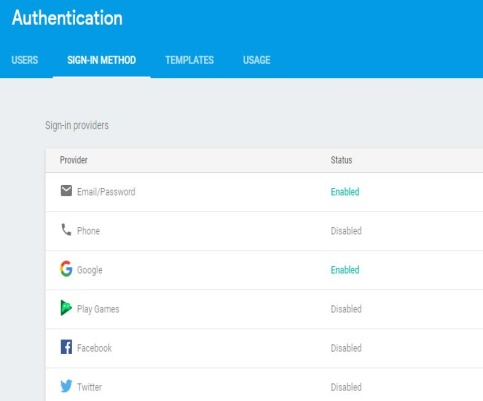 Authentication
USERS SIGN-IN METHOD TEMPLATES USAGE
Sign-in providers
Provider Status
Email/Password Enabled
Phone Disabled
Google Enabled
Play Games Disabled
Facebook Disabled
Twitter Disabled